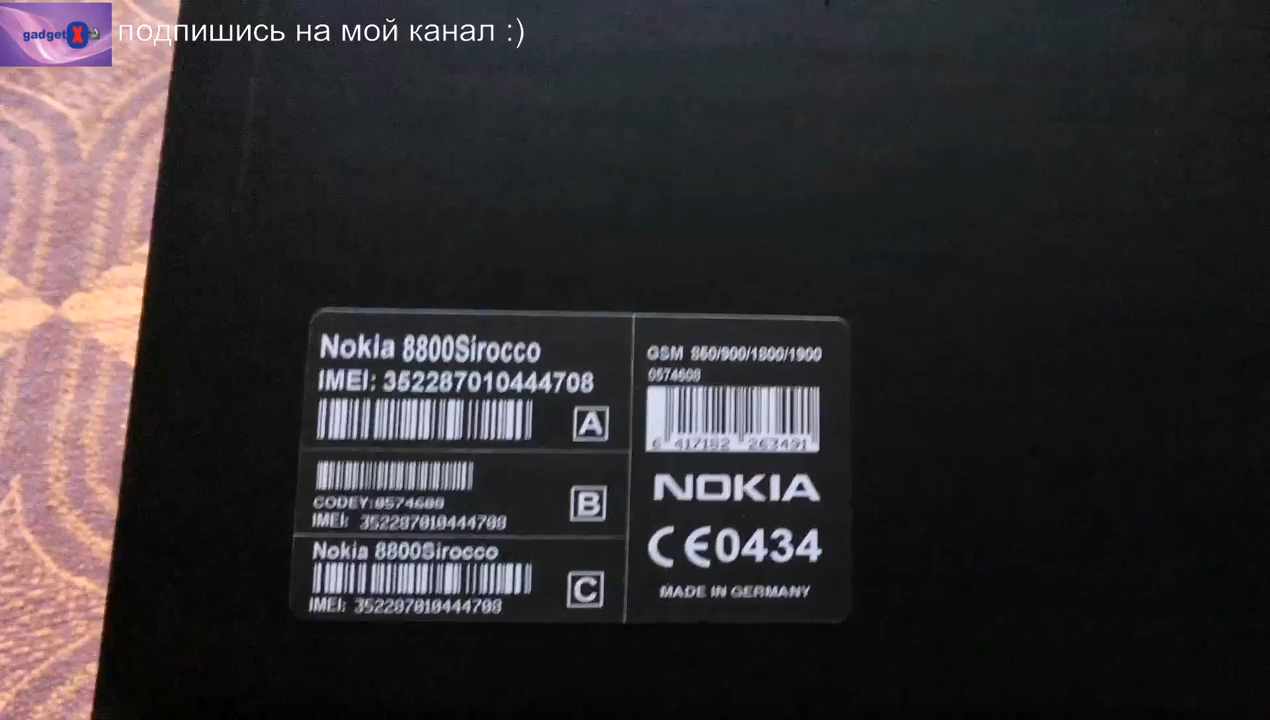 gadgetX
подпишись на мой канал :)
Nokia 8800Sirocco
IMEI: 352287010444708
A
CODEY:0574608
IMEI: 352287010444708
B
Nokia 8800Sirocco
IMEI: 352287010444708
C
GSM 850/900/1800/1900
0574608
6 417182 263491
NOKIA
CE0434
MADE IN GERMANY